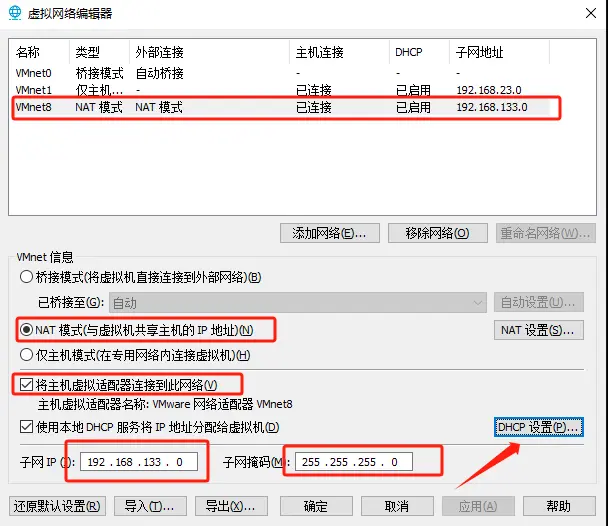 虚拟网络编辑器
名称 类型 外部连接 主机连接 DHCP 子网地址
VMnet0 桥接模式 自动桥接 - - -
VMnet1 仅主机... - 已连接 已启用 192.168.23.0
VMnet8 NAT 模式 NAT 模式 已连接 已启用 192.168.133.0
添加网络(E)... 移除网络(O) 重命名网络(W)...
VMnet 信息
桥接模式(将虚拟机直接连接到外部网络)(B)
已桥接至(G): 自动 自动设置(U)...
NAT 模式(与虚拟机共享主机的 IP 地址)(N) NAT 设置(S)...
仅主机模式(在专用网络内连接虚拟机)(H)
将主机虚拟适配器连接到此网络(V)
主机虚拟适配器名称: VMware 网络适配器 VMnet8
使用本地 DHCP 服务将 IP 地址分配给虚拟机(D) DHCP 设置(P)...
子网 IP (I): 192 . 168 . 133 . 0 子网掩码(M): 255 . 255 . 255 . 0
还原默认设置(R) 导入(T)... 导出(X)... 确定 取消 应用(A) 帮助